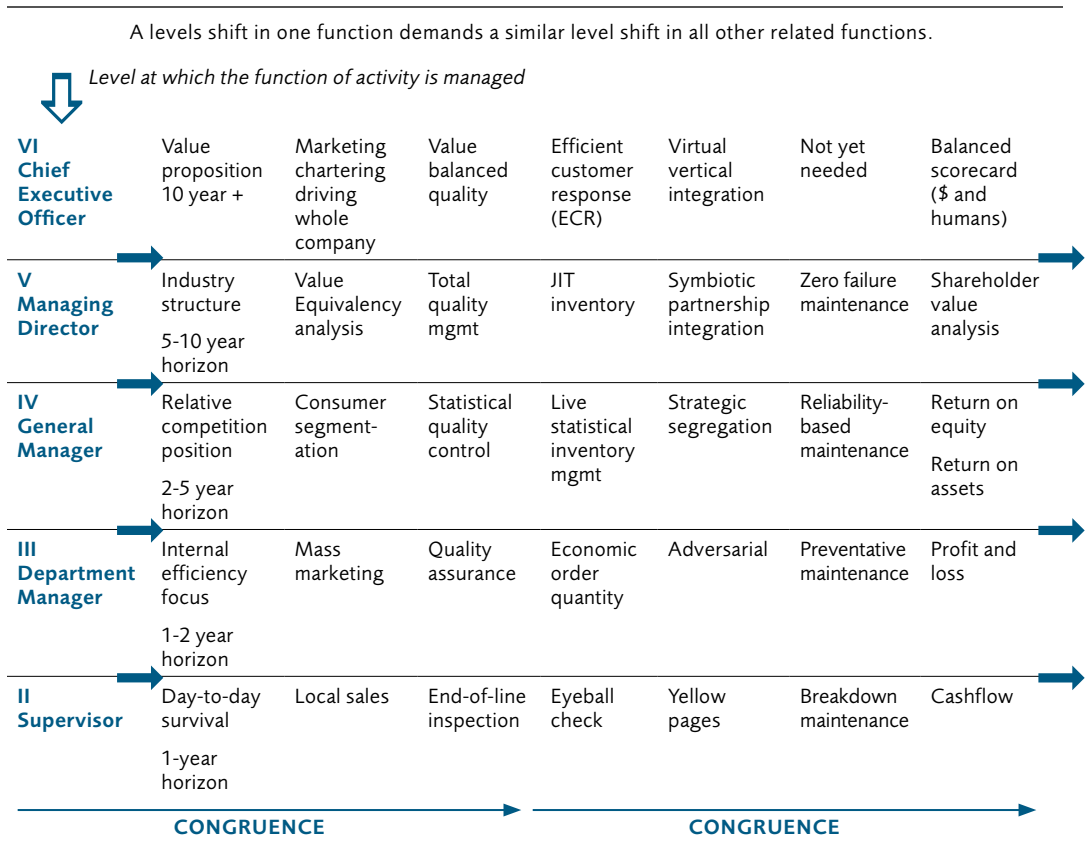 A levels shift in one function demands a similar level shift in all other related functions.
Level at which the function of activity is managed
VI
Chief
Executive
Officer
Value
proposition
10 year +
Marketing
chartering
driving
whole
company
Value
balanced
quality
Efficient
customer
response
(ECR)
Virtual
vertical
integration
Not yet
needed
Balanced
scorecard
($ and
humans)
V
Managing
Director
Industry
structure
5-10 year
horizon
Value
Equivalency
analysis
Total
quality
mgmt
JIT
inventory
Symbiotic
partnership
integration
Zero failure
maintenance
Shareholder
value
analysis
IV
General
Manager
Relative
competition
position
2-5 year
horizon
Consumer
segment-
ation
Statistical
quality
control
Live
statistical
inventory
mgmt
Strategic
segregation
Reliability-
based
maintenance
Return on
equity
Return on
assets
III
Department
Manager
Internal
efficiency
focus
1-2 year
horizon
Mass
marketing
Quality
assurance
Economic
order
quantity
Adversarial
Preventative
maintenance
Profit and
loss
II
Supervisor
Day-to-day
survival
1-year
horizon
Local sales
End-of-line
inspection
Eyeball
check
Yellow
pages
Breakdown
maintenance
Cashflow
CONGRUENCE
CONGRUENCE